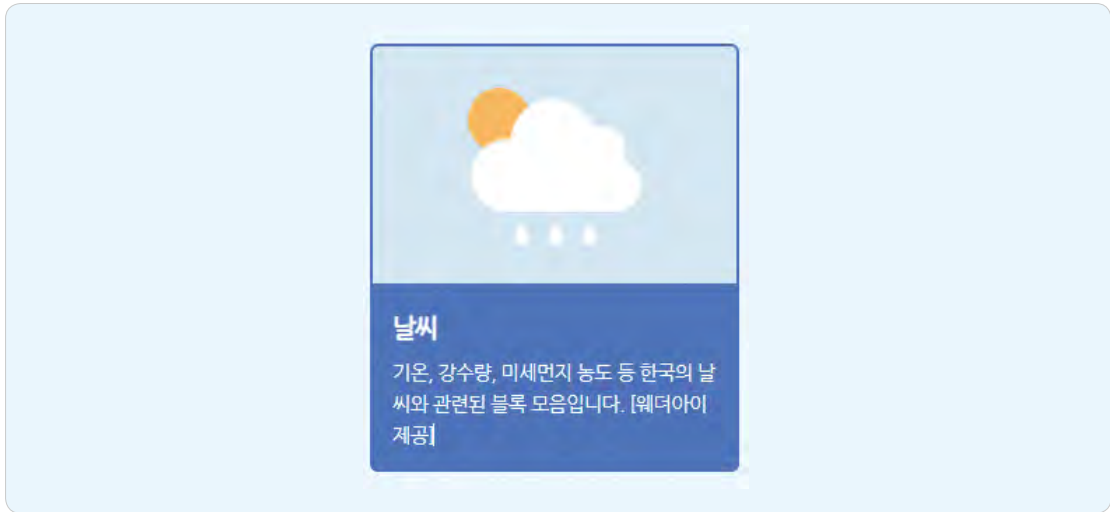 날씨
기온, 강수량, 미세먼지 농도 등 한국의 날
씨와 관련된 블록 모음입니다. [웨더아이
제공]